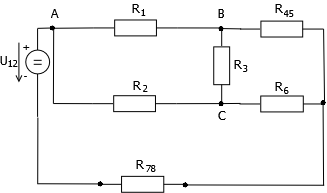 A
R1
B
R45
U12
+
=
-
R3
R2
C
R6
R78